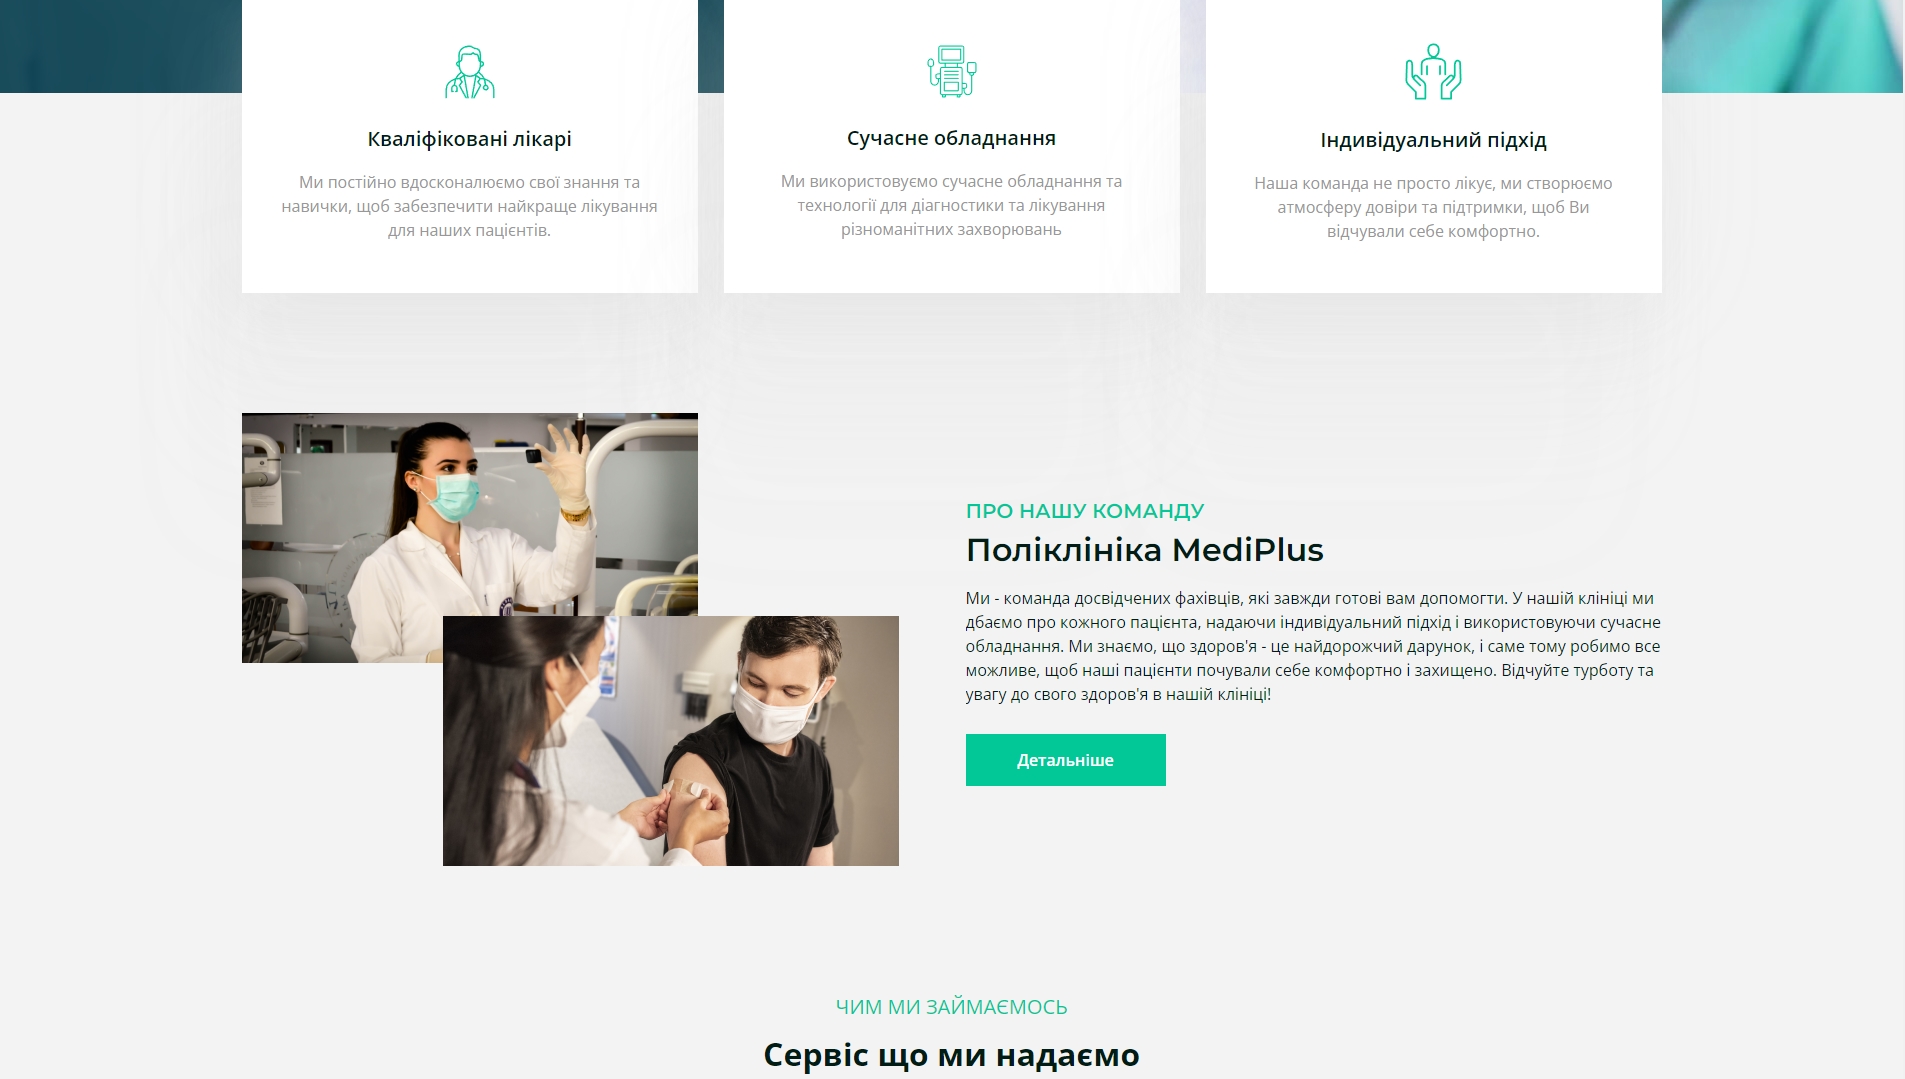 Кваліфіковані лікарі
Ми постійно вдосконалюємо свої знання та
навички, щоб забезпечити найкраще лікування
для наших пацієнтів.
Сучасне обладнання
Ми використовуємо сучасне обладнання та
технології для діагностики та лікування
різноманітних захворювань
Індивідуальний підхід
Наша команда не просто лікує, ми створюємо
атмосферу довіри та підтримки, щоб Ви
відчували себе комфортно.
ПРО НАШУ КОМАНДУ
Поліклініка MediPlus
Ми - команда досвідчених фахівців, які завжди готові вам допомогти. У нашій клініці ми
дбаємо про кожного пацієнта, надаючи індивідуальний підхід і використовуючи сучасне
обладнання. Ми знаємо, що здоров'я - це найдорожчий дарунок, і саме тому робимо все
можливе, щоб наші пацієнти почували себе комфортно і захищено. Відчуйте турботу та
увагу до свого здоров'я в нашій клініці!
Детальніше
ЧИМ МИ ЗАЙМАЄМОСЬ
Сервіс що ми надаємо